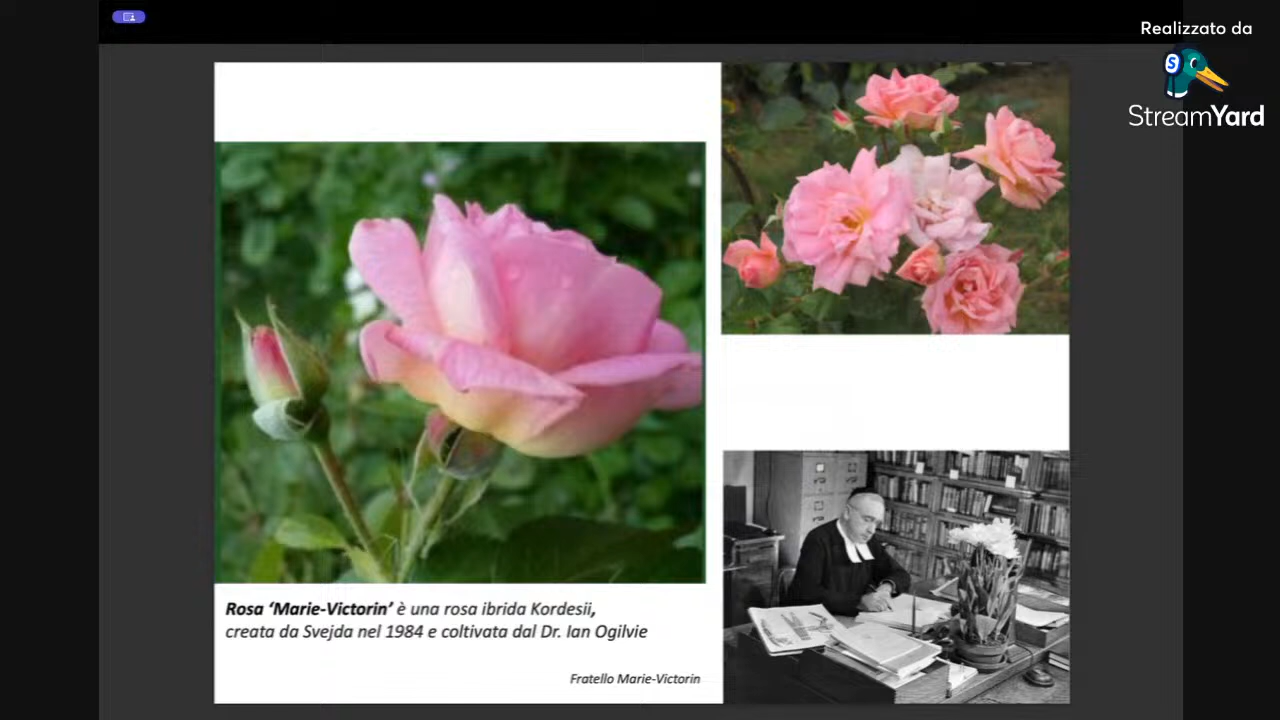 Realizzato da
StreamYard
Rosa ‘Marie-Victorin’ è una rosa ibrida Kordesii,
creata da Svejda nel 1984 e coltivata dal Dr. Ian Ogilvie
Fratello Marie-Victorin